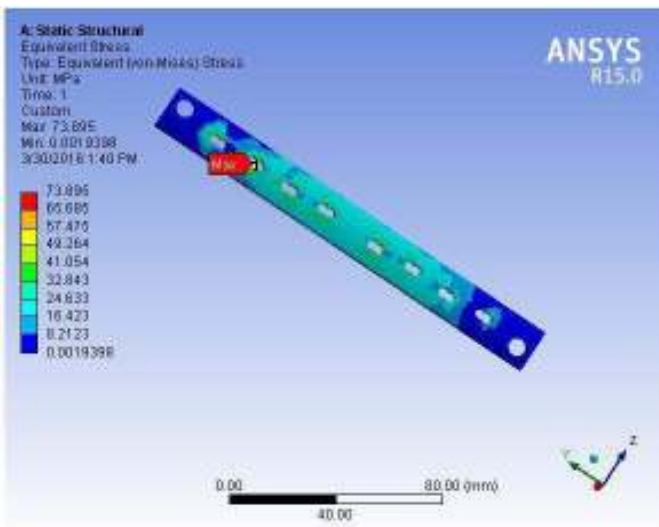 A: Static Structural
Equivalent Stress
Type: Equivalent (von-Mises) Stress
Unit: MPa
Time: 1
Custom
Max: 73.895
Min: 0.0019398
3/30/2016 1:40 PM
ANSYS
R15.0
Max
73.895
65.685
57.475
49.264
41.054
32.843
24.633
16.423
8.2123
0.0019398
0.00
80.00 (mm)
40.00
Y
Z